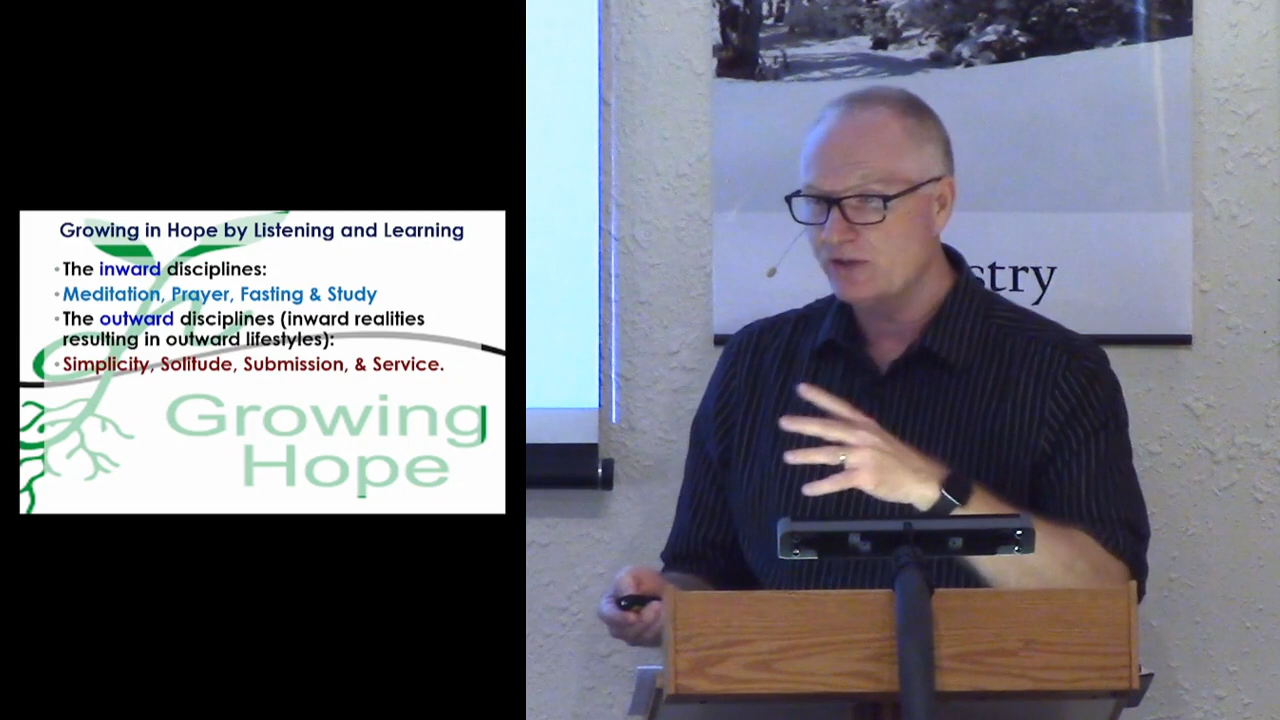 Growing in Hope by Listening and Learning
•The inward disciplines:
•Meditation, Prayer, Fasting & Study
•The outward disciplines (inward realities
resulting in outward lifestyles):
•Simplicity, Solitude, Submission, & Service.
Growing
Hope
stry